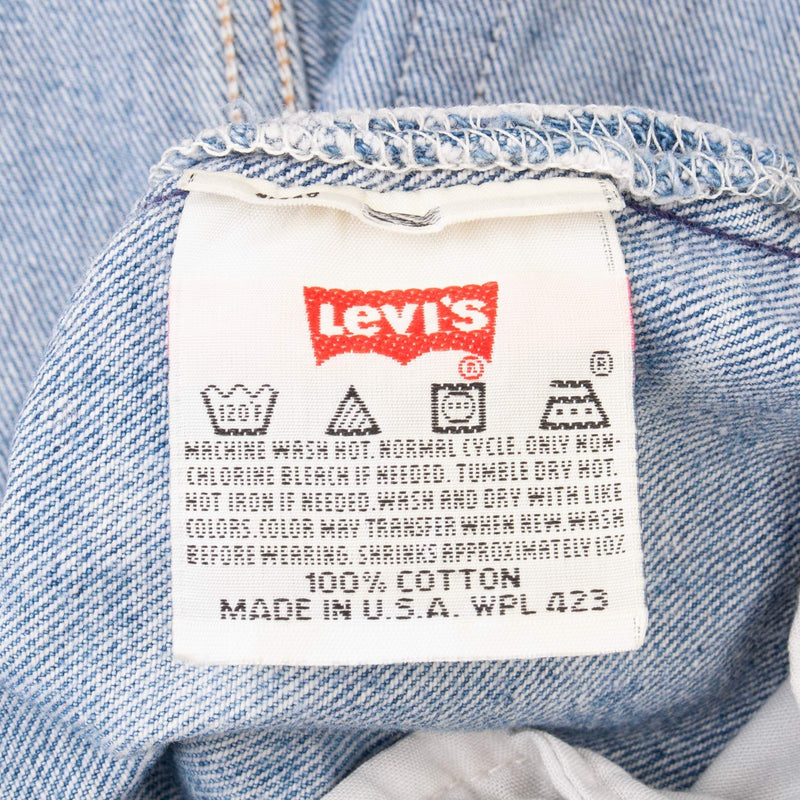 LEVI'S
®
®
120F
MACHINE WASH HOT. NORMAL CYCLE. ONLY NON-
CHLORINE BLEACH IF NEEDED. TUMBLE DRY HOT.
HOT IRON IF NEEDED. WASH AND DRY WITH LIKE
COLORS. COLOR MAY TRANSFER WHEN NEW. WASH
BEFORE WEARING. SHRINKS APPROXIMATELY 10%
100% COTTON
MADE IN U.S.A. WPL 423